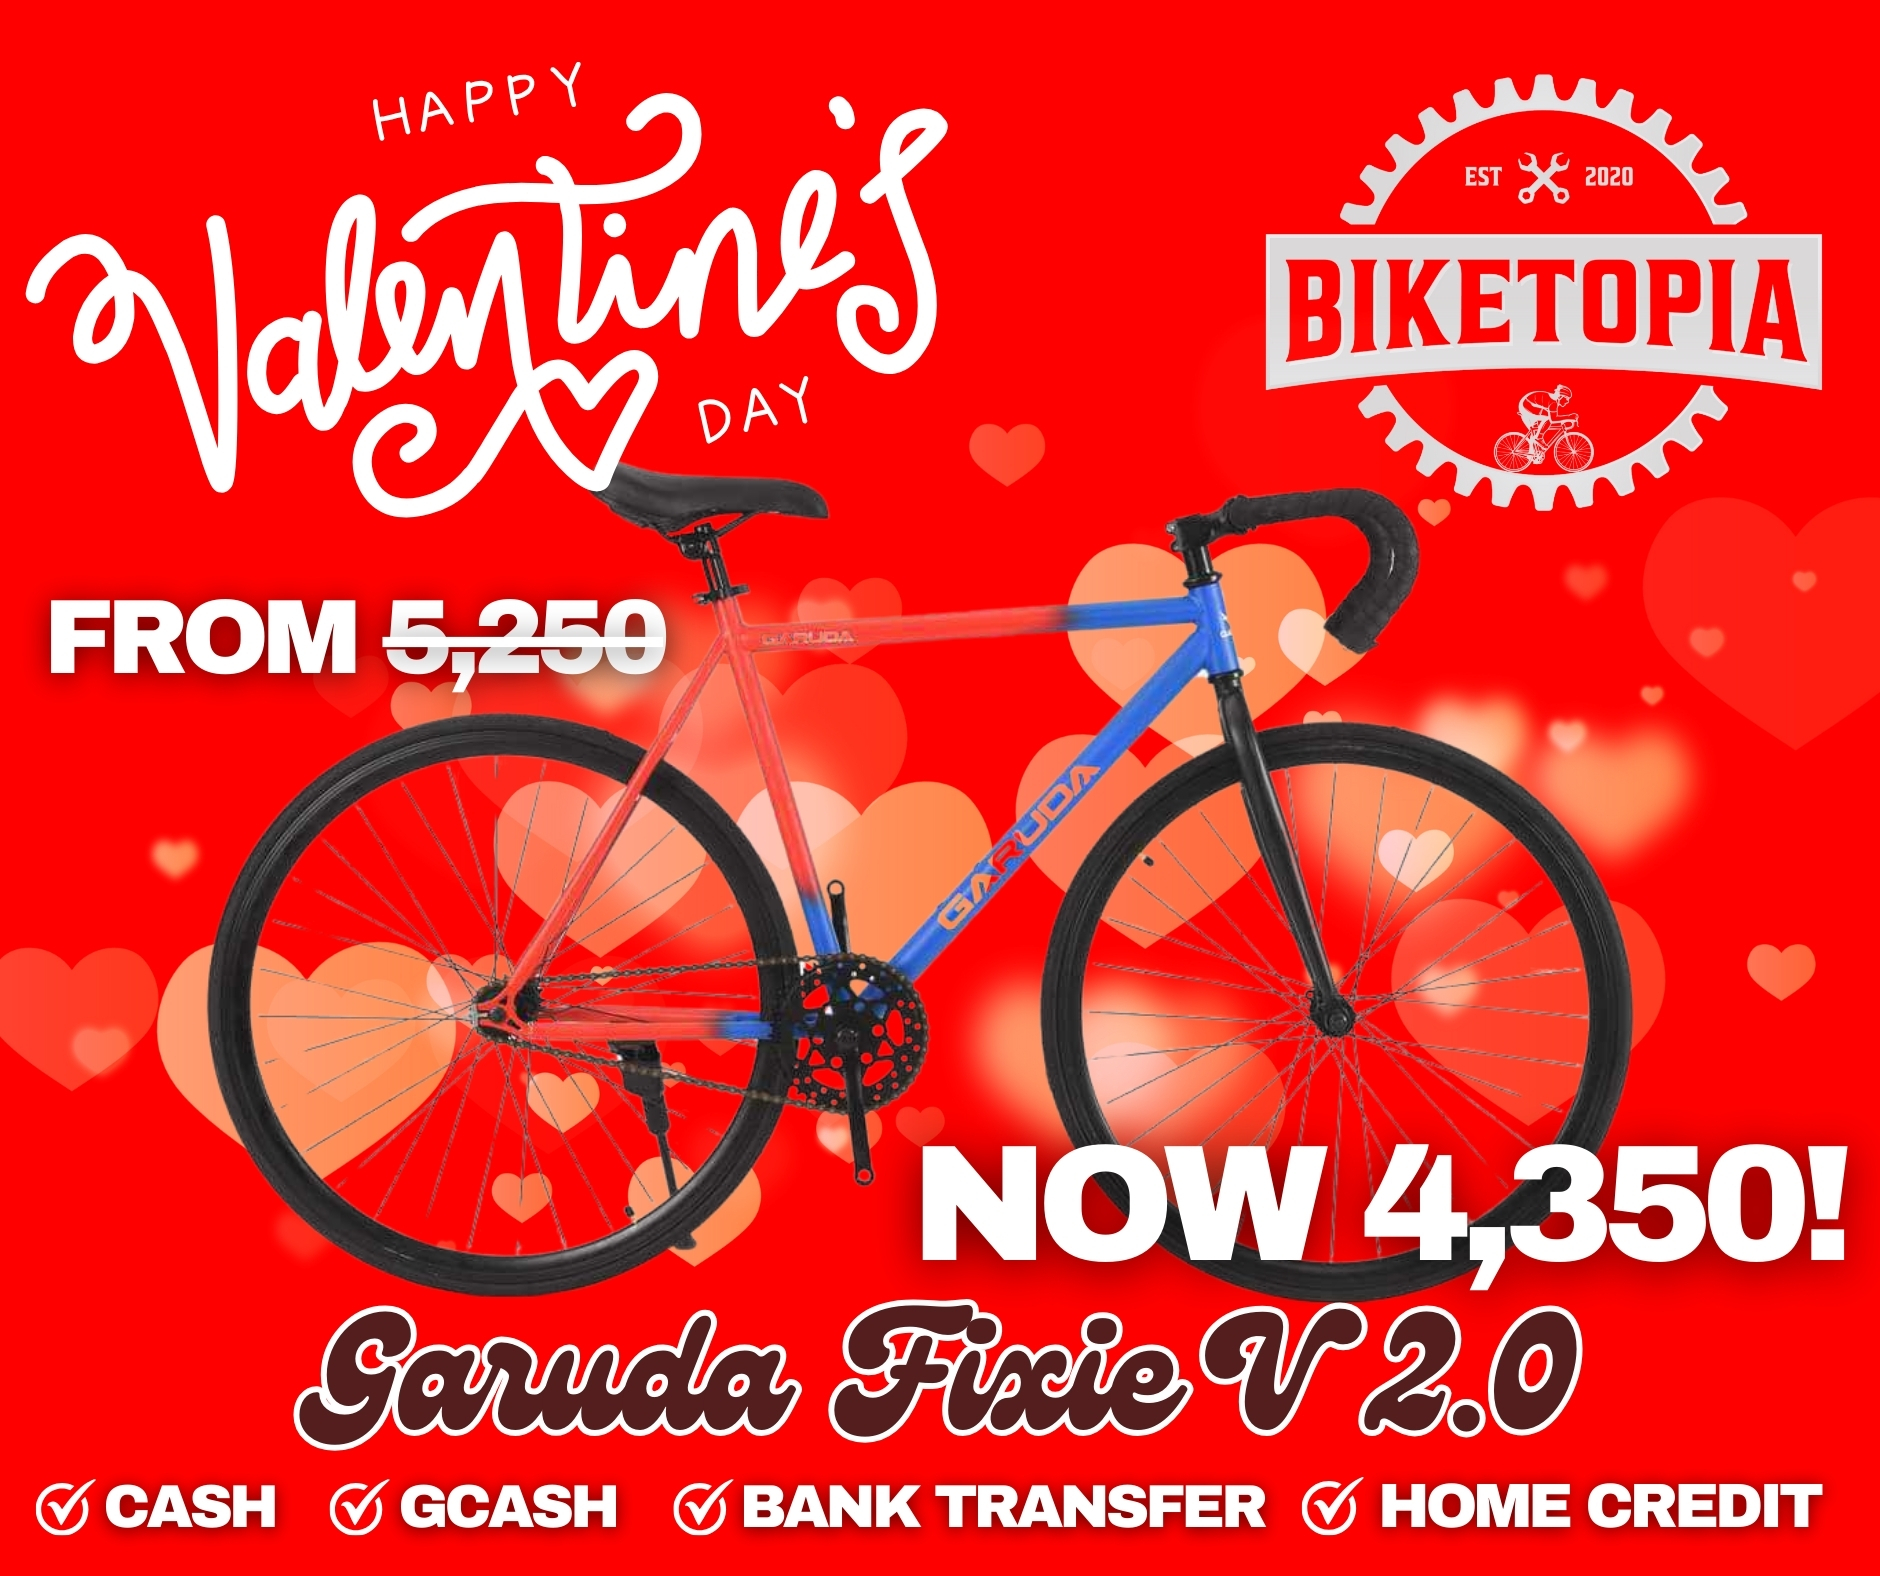 HAPPY
Valentine's
DAY
EST 2020
BIKETOPIA
FROM 5,250
GARUDA
GARUDA
NOW 4,350!
Garuda Fixie V 2.0
CASH GCASH BANK TRANSFER HOME CREDIT